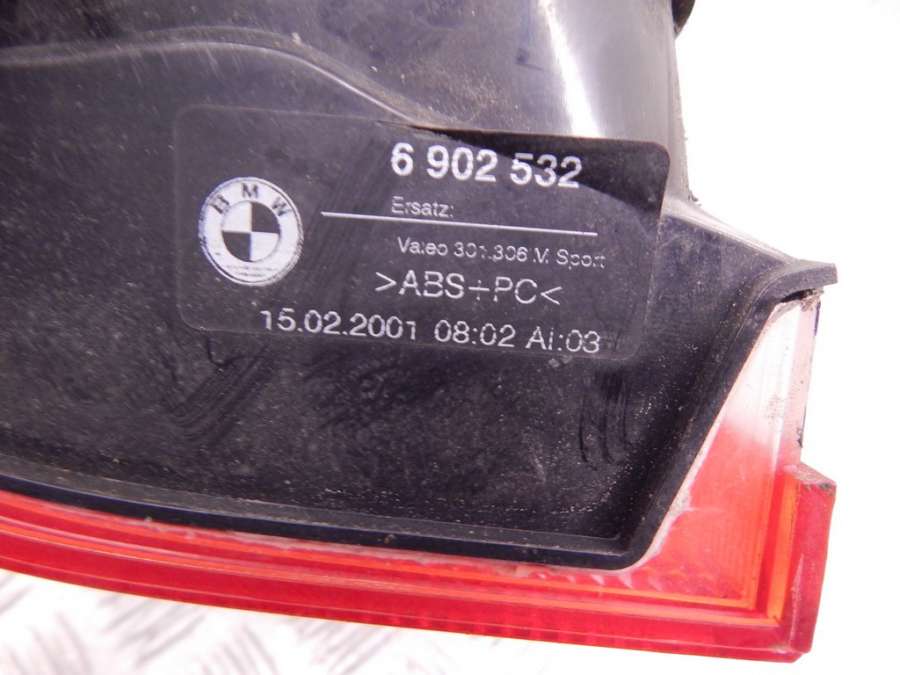 6 902 532
BMW
Ersatz:
Valeo 301.306 M Sport
>ABS+PC<
15.02.2001 08:02 AI:03